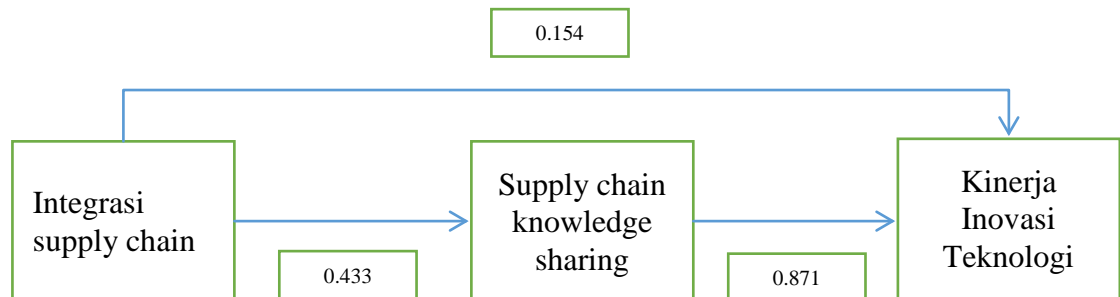 0.154
Integrasi
supply chain
0.433
Supply chain
knowledge
sharing
0.871
Kinerja
Inovasi
Teknologi